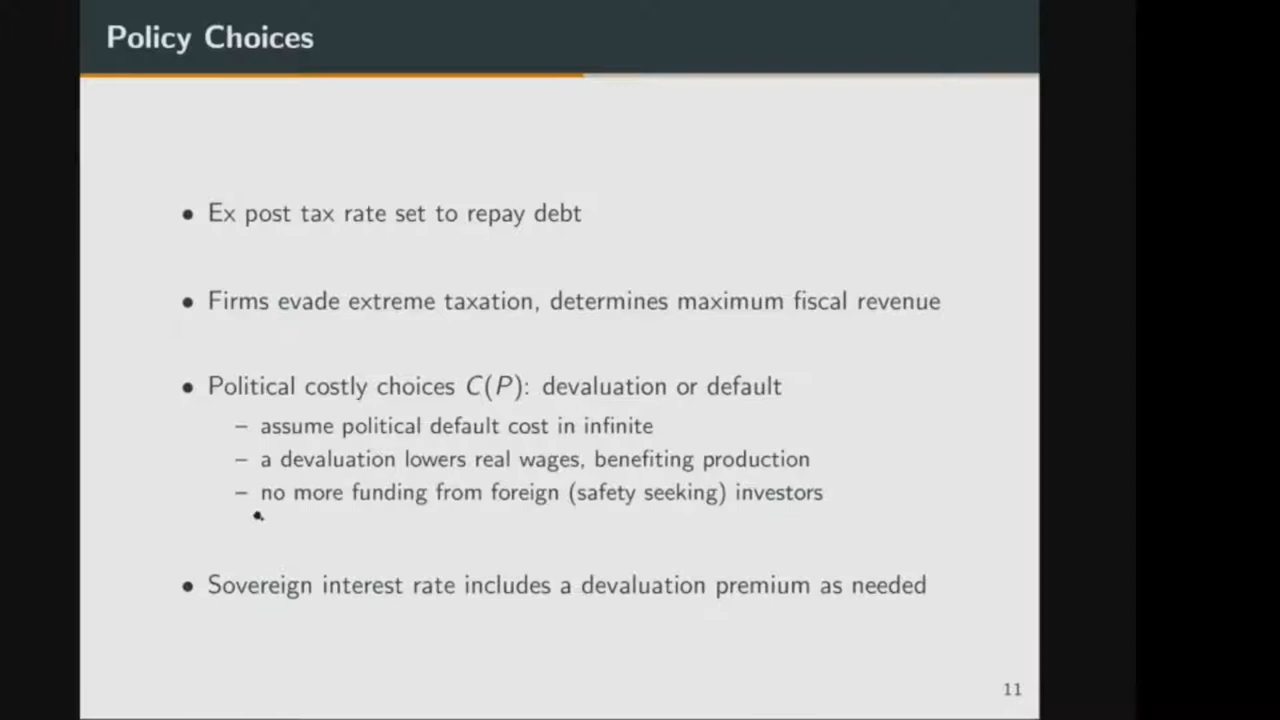 Policy Choices
• Ex post tax rate set to repay debt
• Firms evade extreme taxation, determines maximum fiscal revenue
• Political costly choices C(P): devaluation or default
– assume political default cost in infinite
– a devaluation lowers real wages, benefiting production
– no more funding from foreign (safety seeking) investors
• Sovereign interest rate includes a devaluation premium as needed
11